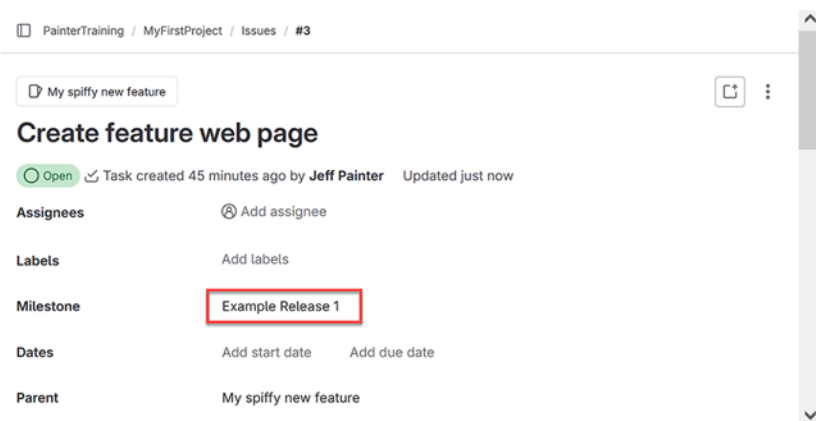 PainterTraining / MyFirstProject / Issues / #3
My spiffy new feature
Create feature web page
Open Task created 45 minutes ago by Jeff Painter Updated just now
Assignees Add assignee
Labels Add labels
Milestone Example Release 1
Dates Add start date Add due date
Parent My spiffy new feature